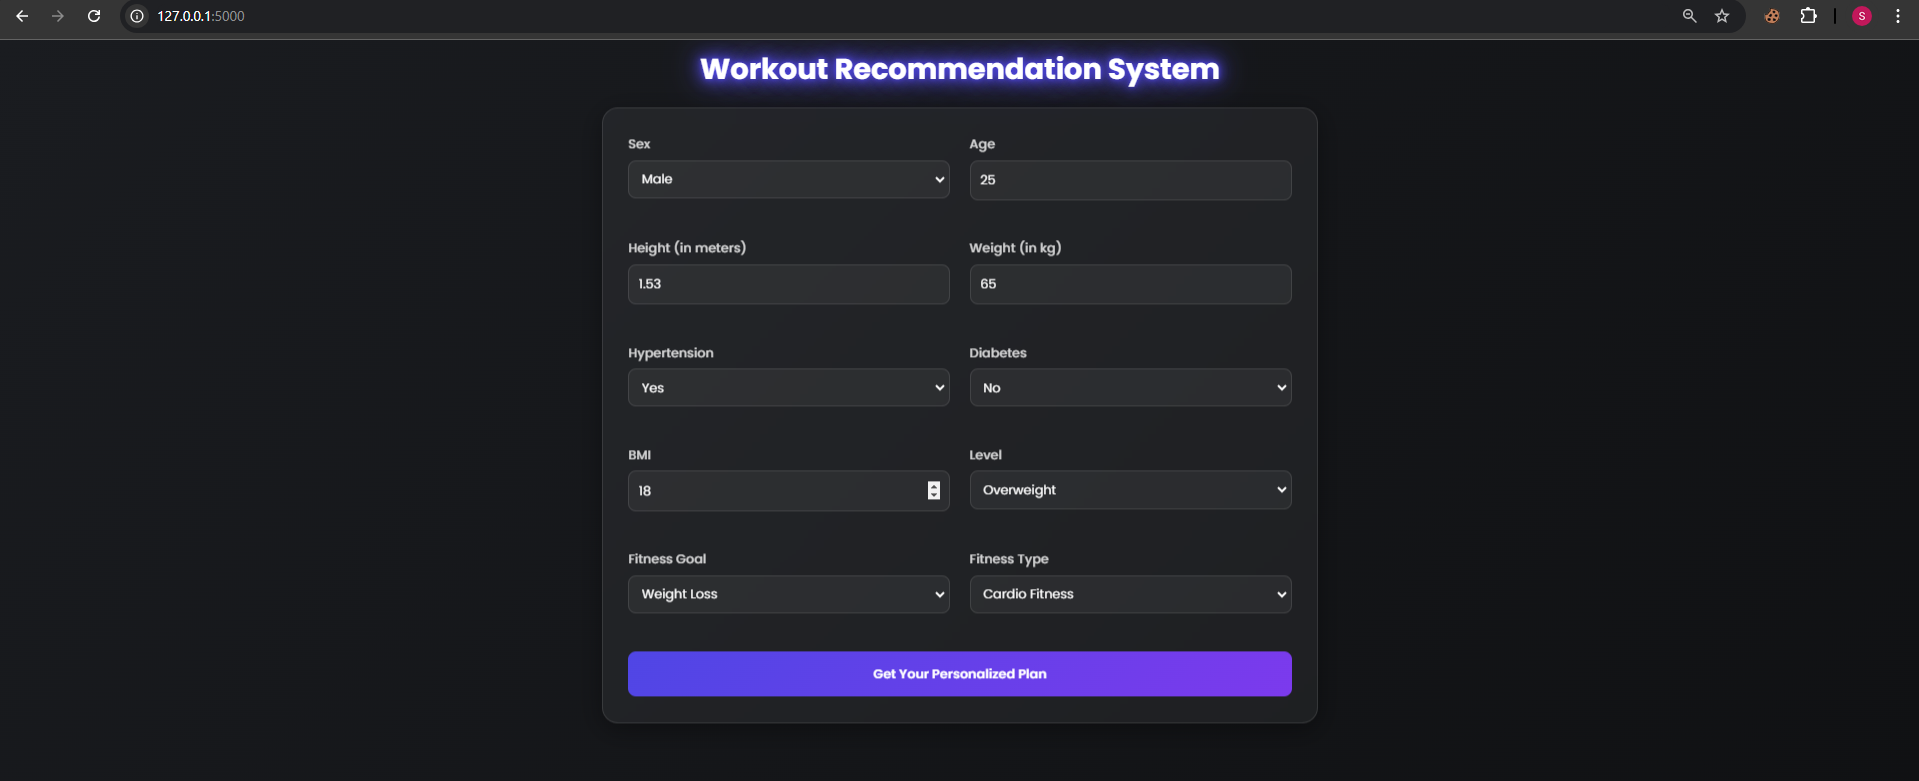 127.0.0.1:5000
S
Workout Recommendation System
Sex Age
Male 25
Height (in meters) Weight (in kg)
1.53 65
Hypertension Diabetes
Yes No
BMI Level
18 Overweight
Fitness Goal Fitness Type
Weight Loss Cardio Fitness
Get Your Personalized Plan